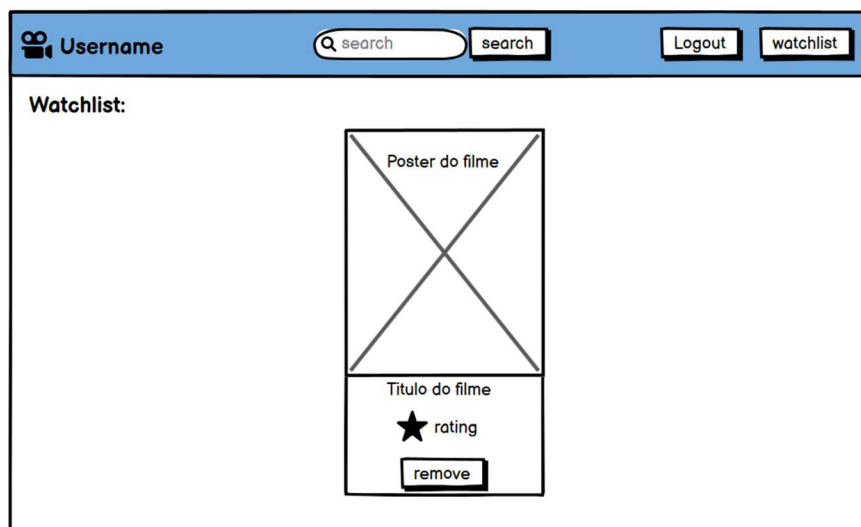 Username
search
search
Logout
watchlist
Watchlist:
Poster do filme
Titulo do filme
rating
remove